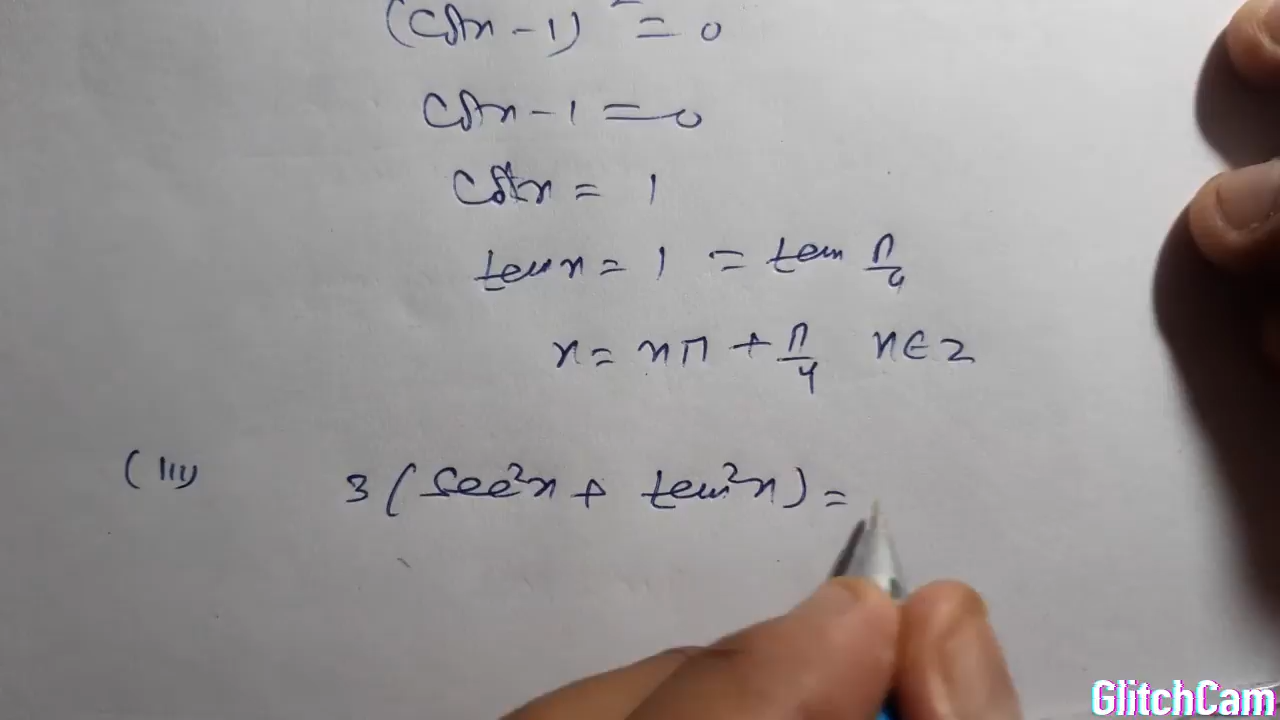 (cotx - 1)² = 0
cotx - 1 = 0
cotx = 1
tanx = 1 = tan π/4
x = nπ + π/4 n∈Z
(III) 3(sec²x + tan²x) =
GlitchCam